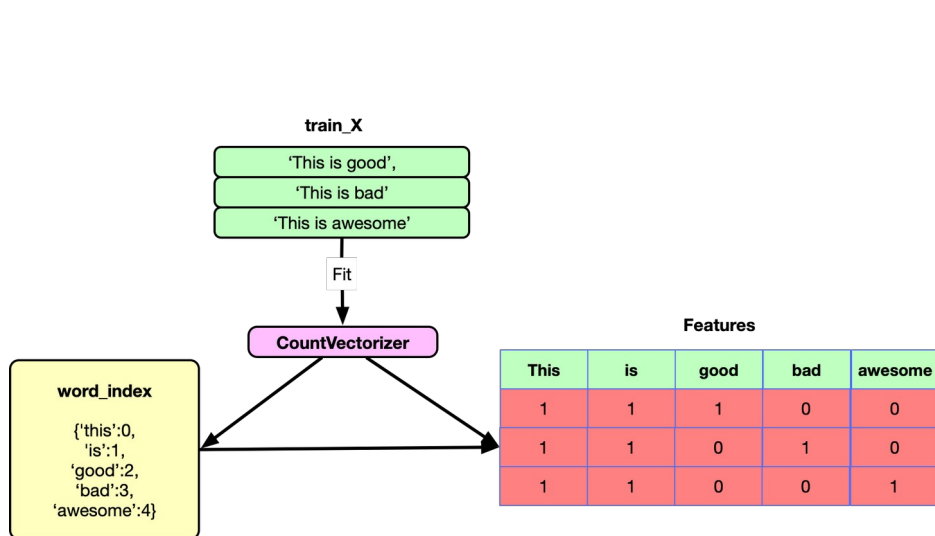 train_X
‘This is good’,
‘This is bad’
‘This is awesome’
Fit
CountVectorizer
word_index
{'this':0,
'is':1,
‘good’:2,
‘bad’:3,
‘awesome’:4}
Features
This is good bad awesome
1 1 1 0 0
1 1 0 1 0
1 1 0 0 1